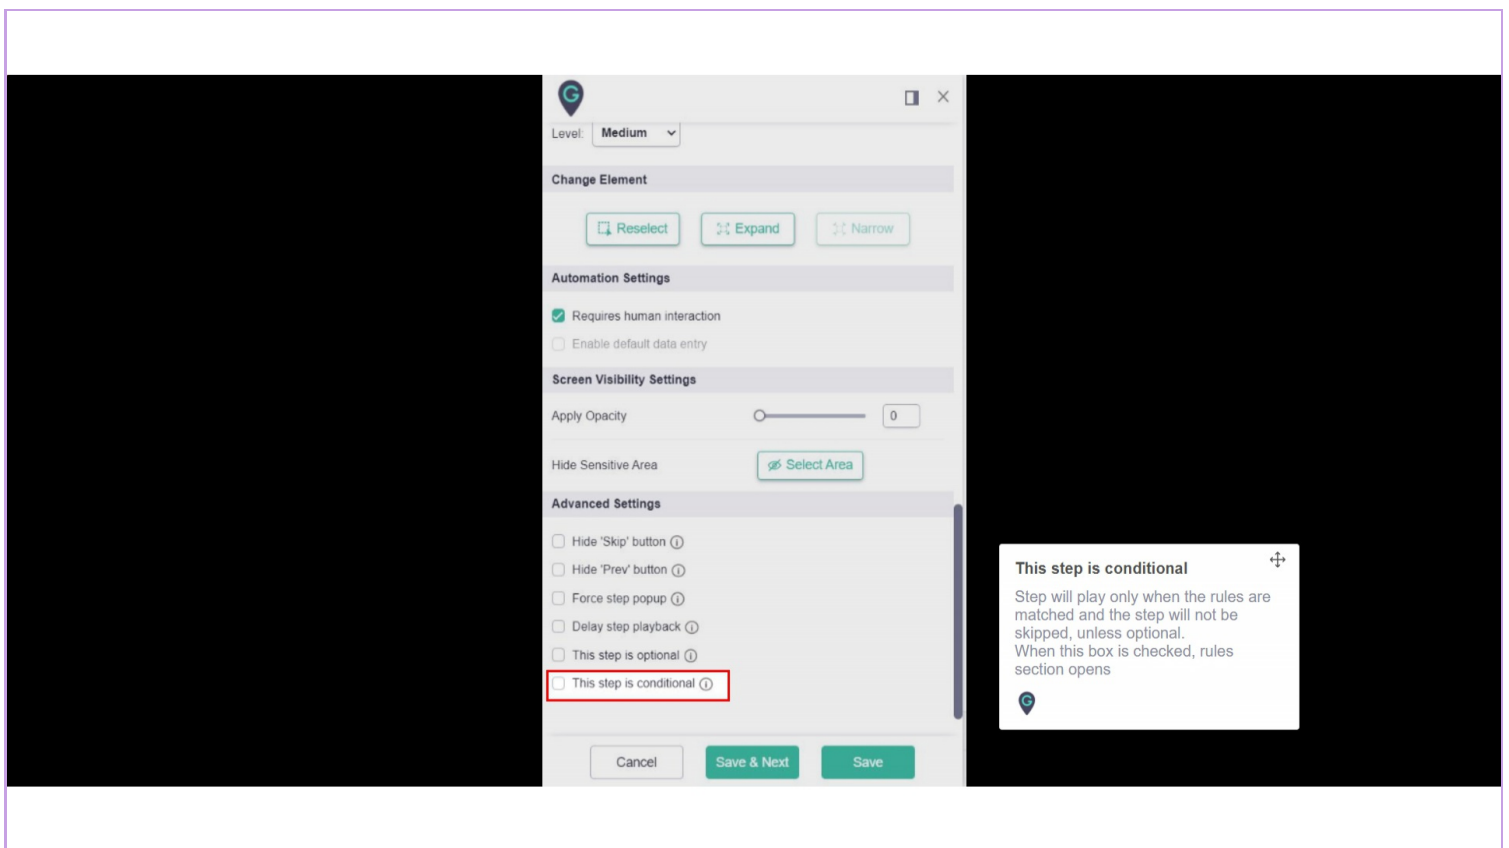 G
Level: Medium
Change Element
Reselect Expand Narrow
Automation Settings
Requires human interaction
Enable default data entry
Screen Visibility Settings
Apply Opacity 0
Hide Sensitive Area Select Area
Advanced Settings
Hide 'Skip' button
Hide 'Prev' button
Force step popup
Delay step playback
This step is optional
This step is conditional
Cancel Save & Next Save
This step is conditional
Step will play only when the rules are
matched and the step will not be
skipped, unless optional.
When this box is checked, rules
section opens
G